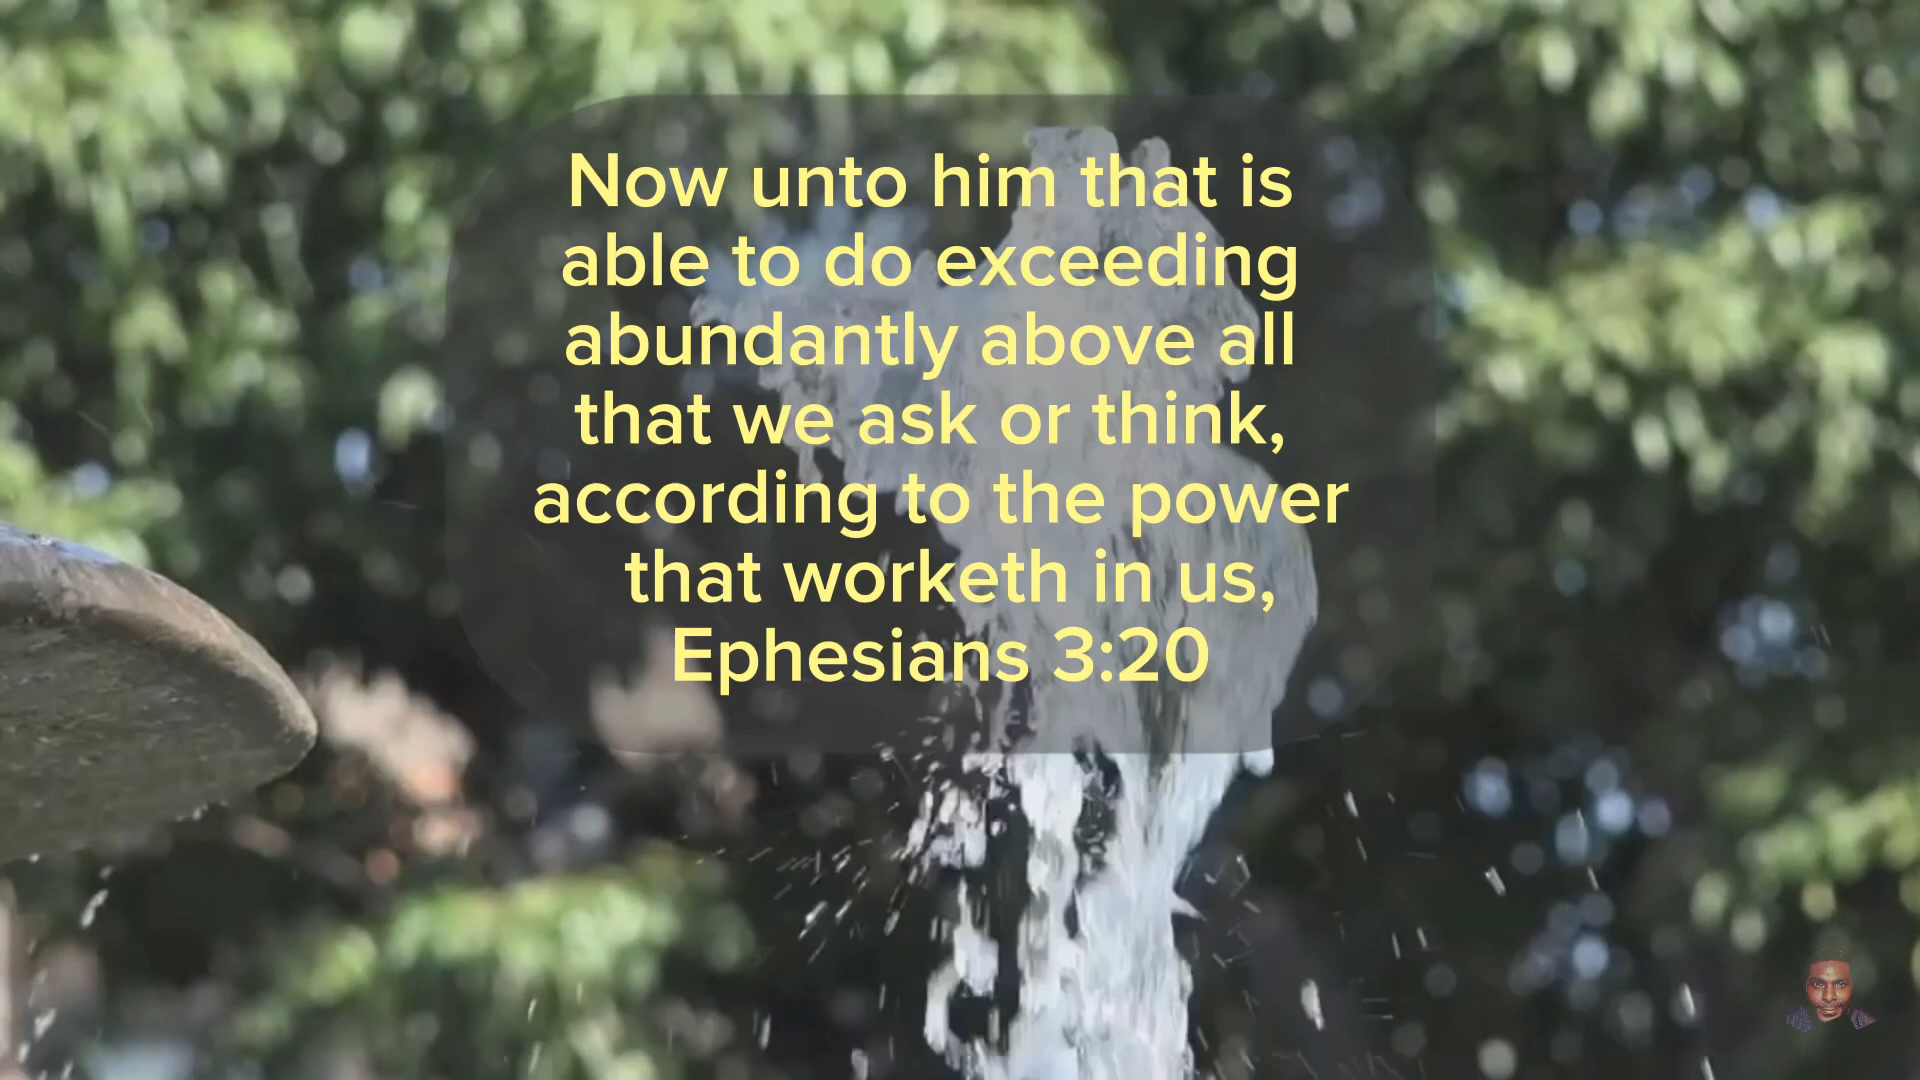 Now unto him that is
able to do exceeding
abundantly above all
that we ask or think,
according to the power
that worketh in us,
Ephesians 3:20